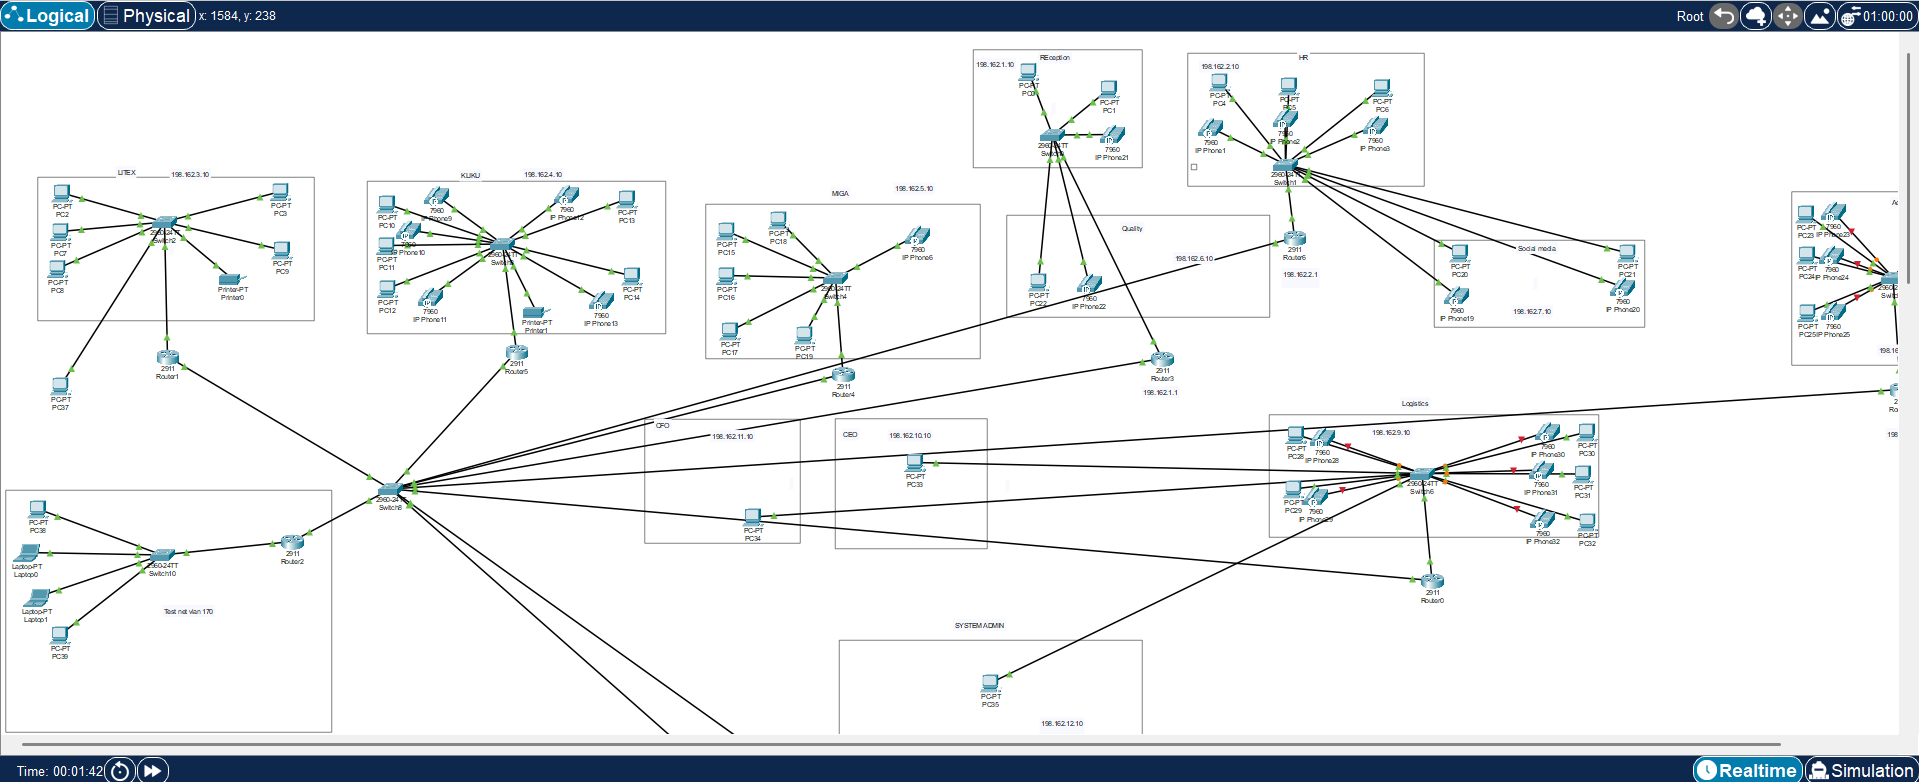 Logical
Physical
x: 1584, y: 238
Root
01:00:00
REception
198.162.1.10
PC-PT
PC-PT
PC1
2960-24TT
7960
IP Phone21
HR
198.162.2.10
PC-PT
PC4
PC-PT
PC5
PC-PT
PC6
7960
IP Phone1
7960
IP Phone2
7960
IP Phone3
2960-24TT
Switch1
LITEX
198.162.3.10
PC-PT
PC2
PC-PT
PC3
2960-24TT
Switch2
PC-PT
PC7
PC-PT
PC8
PC-PT
PC9
Printer-PT
Printer0
2911
Router1
PC-PT
PC37
KUKU
198.162.4.10
PC-PT
PC10
7960
IP Phone9
7960
IP Phone12
PC-PT
PC13
7960
IP Phone10
PC-PT
PC11
2960-24TT
PC-PT
PC12
7960
IP Phone11
Printer-PT
Printer1
7960
IP Phone13
PC-PT
PC14
2911
Router5
MIGA
198.162.5.10
PC-PT
PC15
PC-PT
PC18
7960
IP Phone6
PC-PT
PC16
2960-24TT
Switch4
PC-PT
PC17
PC-PT
PC19
2911
Router4
Quality
198.162.6.10
PC-PT
PC22
7960
IP Phone22
2911
Router6
198.162.2.1
2911
Router3
198.162.1.1
Social media
PC-PT
PC20
PC-PT
PC21
7960
IP Phone19
7960
IP Phone20
198.162.7.10
PC-PT
PC23
7960
IP Phone23
PC-PT
PC24
7960
IP Phone24
PC-PT
PC25
7960
IP Phone25
CFO
198.162.11.10
PC-PT
PC34
CEO
198.162.10.10
PC-PT
PC33
Logistics
198.162.9.10
PC-PT
PC28
7960
IP Phone28
7960
IP Phone30
PC-PT
PC30
2960-24TT
Switch6
7960
IP Phone31
PC-PT
PC31
PC-PT
PC29
7960
IP Phone29
7960
IP Phone32
PC-PT
PC32
2911
Router0
2960-24TT
Switch8
PC-PT
PC38
Laptop-PT
Laptop0
2960-24TT
Switch10
2911
Router2
Laptop-PT
Laptop1
Test net vlan 170
PC-PT
PC39
SYSTEM ADMIN
PC-PT
PC35
198.162.12.10
Time: 00:01:42
Realtime
Simulation